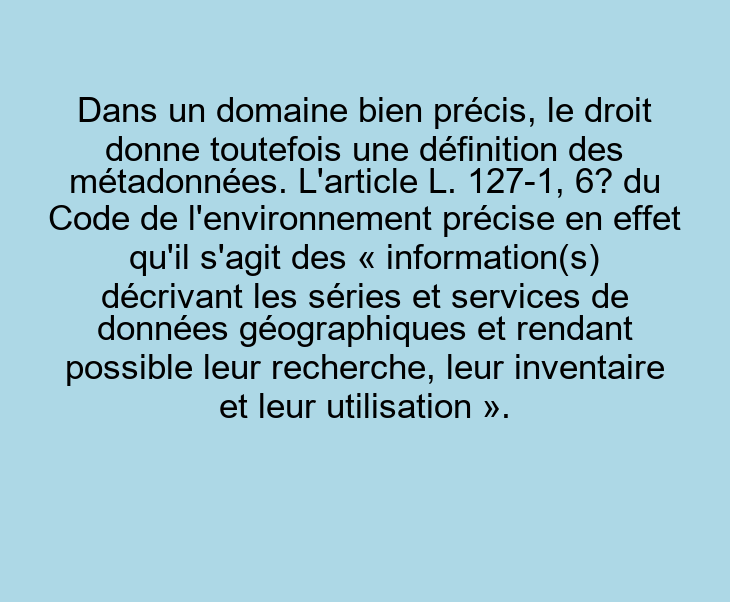 Dans un domaine bien précis, le droit
donne toutefois une définition des
métadonnées. L'article L. 127-1, 6? du
Code de l'environnement précise en effet
qu'il s'agit des « information(s)
décrivant les séries et services de
données géographiques et rendant
possible leur recherche, leur inventaire
et leur utilisation ».